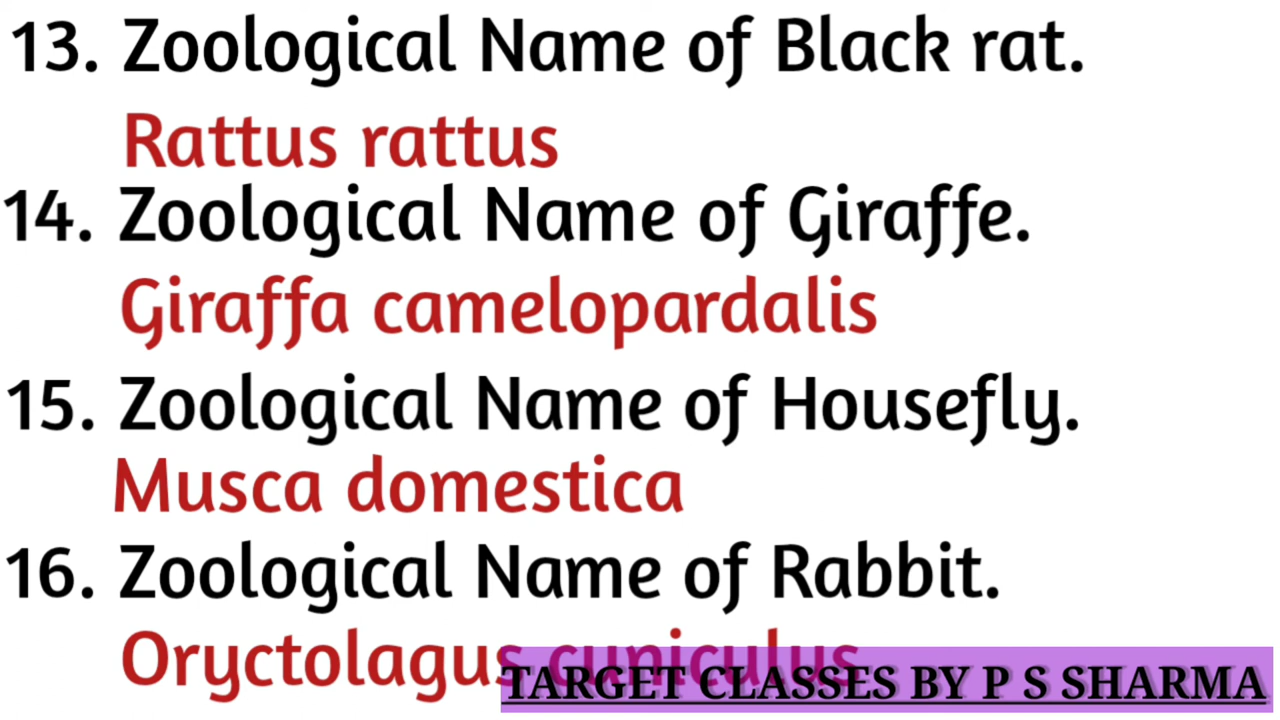 13. Zoological Name of Black rat.
Rattus rattus
14. Zoological Name of Giraffe.
Giraffa camelopardalis
15. Zoological Name of Housefly.
Musca domestica
16. Zoological Name of Rabbit.
Oryctolagus cuniculus
TARGET CLASSES BY P S SHARMA